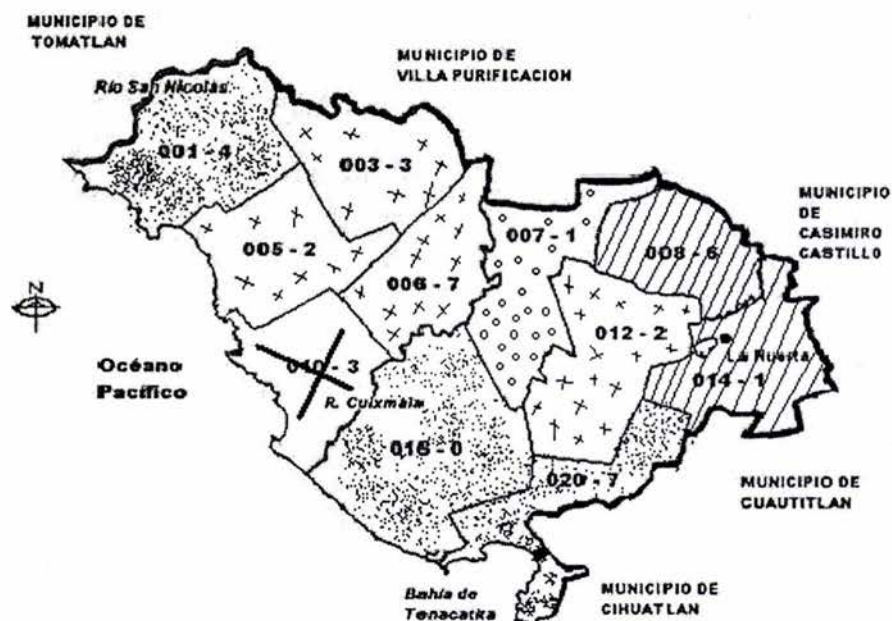 MUNICIPIO DE
TOMATLAN
MUNICIPIO DE
VILLA PURIFICACION
Río San Nicolás
001 - 4
003 - 3
MUNICIPIO
DE
CASIMIRO
CASTILLO
007 - 1
008 - 6
005 - 2
006 - 7
N
012 - 2
La Huerta
014 - 1
Océano
Pacífico
010 - 3
R. Cuixmala
016 - 0
020 - 7
MUNICIPIO DE
CUAUTITLAN
Bahía de
Tenacatita
MUNICIPIO DE
CIHUATLAN